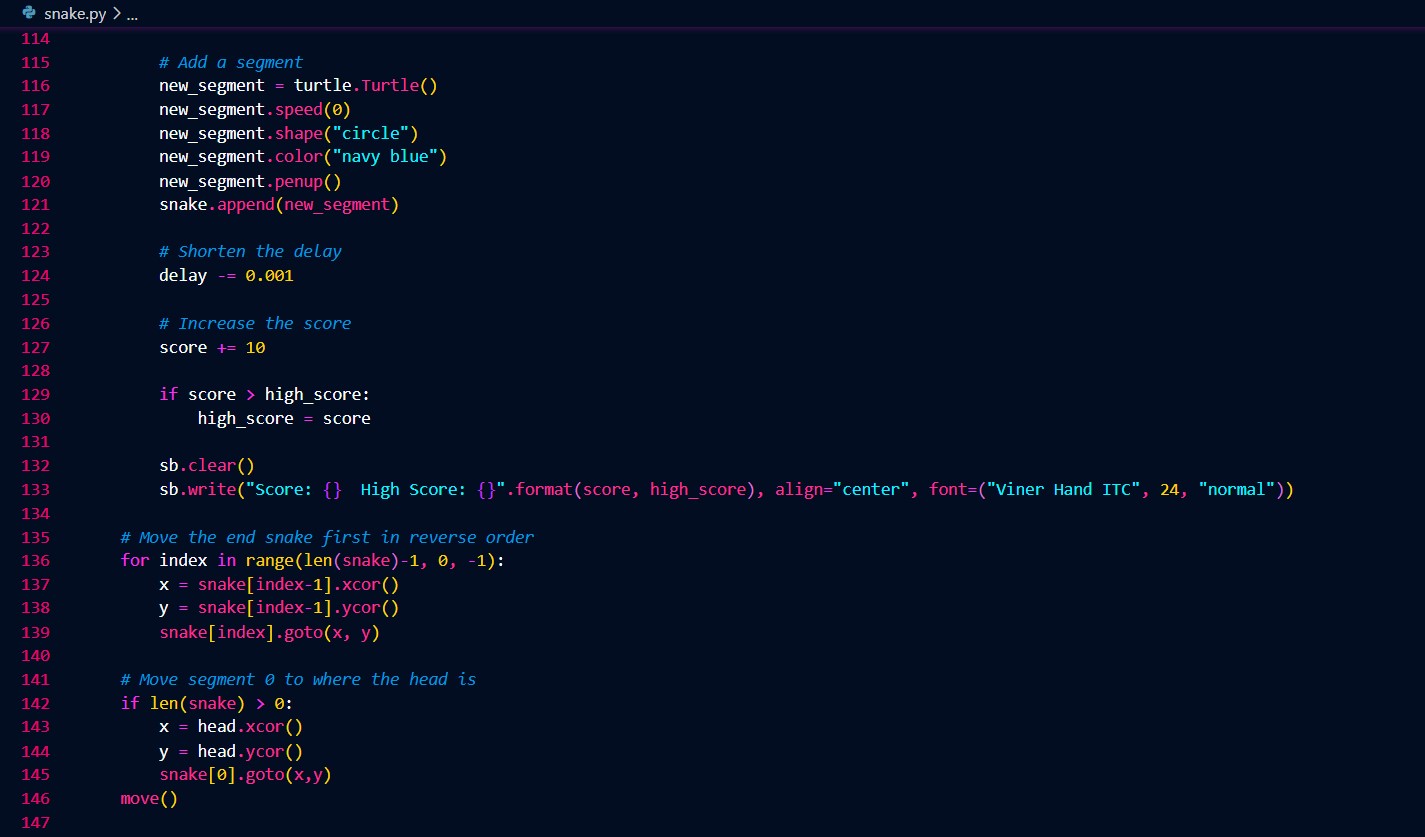 snake.py > ...
114
115 # Add a segment
116 new_segment = turtle.Turtle()
117 new_segment.speed(0)
118 new_segment.shape("circle")
119 new_segment.color("navy blue")
120 new_segment.penup()
121 snake.append(new_segment)
122
123 # Shorten the delay
124 delay -= 0.001
125
126 # Increase the score
127 score += 10
128
129 if score > high_score:
130 high_score = score
131
132 sb.clear()
133 sb.write("Score: {}  High Score: {}".format(score, high_score), align="center", font=("Viner Hand ITC", 24, "normal"))
134
135 # Move the end snake first in reverse order
136 for index in range(len(snake)-1, 0, -1):
137 x = snake[index-1].xcor()
138 y = snake[index-1].ycor()
139 snake[index].goto(x, y)
140
141 # Move segment 0 to where the head is
142 if len(snake) > 0:
143 x = head.xcor()
144 y = head.ycor()
145 snake[0].goto(x,y)
146 move()
147